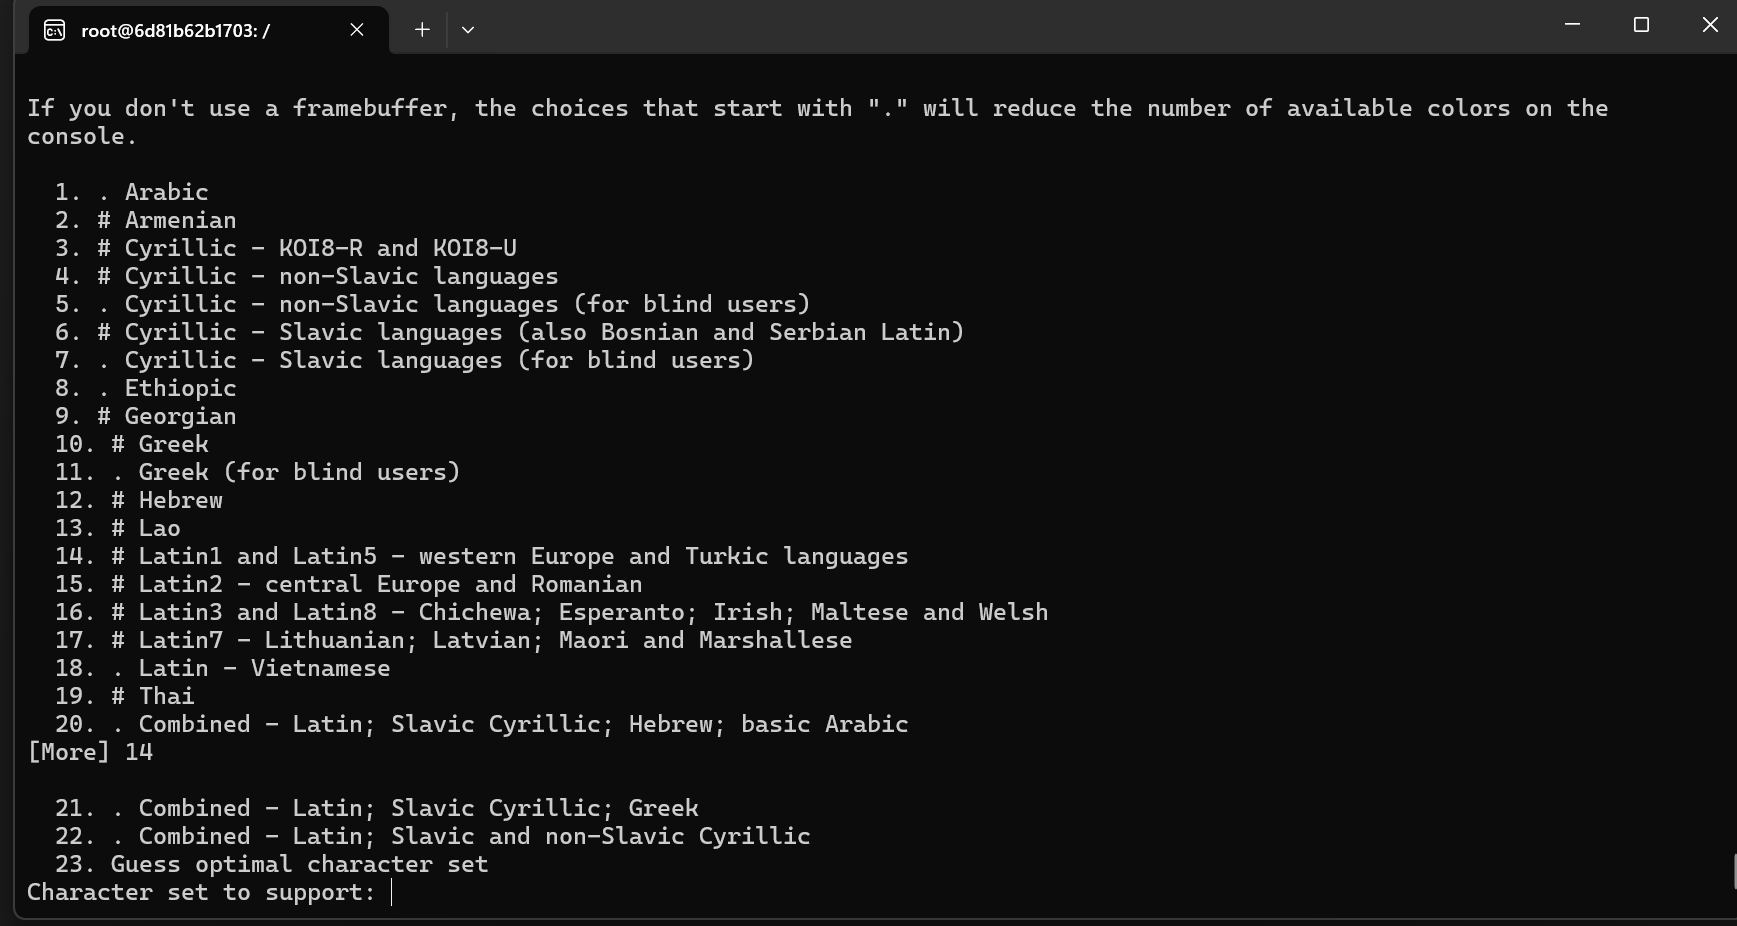 root@6d81b62b1703: /
If you don't use a framebuffer, the choices that start with "." will reduce the number of available colors on the
console.
1. . Arabic
2. # Armenian
3. # Cyrillic - KOI8-R and KOI8-U
4. # Cyrillic - non-Slavic languages
5. . Cyrillic - non-Slavic languages (for blind users)
6. # Cyrillic - Slavic languages (also Bosnian and Serbian Latin)
7. . Cyrillic - Slavic languages (for blind users)
8. . Ethiopic
9. # Georgian
10. # Greek
11. . Greek (for blind users)
12. # Hebrew
13. # Lao
14. # Latin1 and Latin5 - western Europe and Turkic languages
15. # Latin2 - central Europe and Romanian
16. # Latin3 and Latin8 - Chichewa; Esperanto; Irish; Maltese and Welsh
17. # Latin7 - Lithuanian; Latvian; Maori and Marshallese
18. . Latin - Vietnamese
19. # Thai
20. . Combined - Latin; Slavic Cyrillic; Hebrew; basic Arabic
[More] 14
21. . Combined - Latin; Slavic Cyrillic; Greek
22. . Combined - Latin; Slavic and non-Slavic Cyrillic
23. Guess optimal character set
Character set to support: